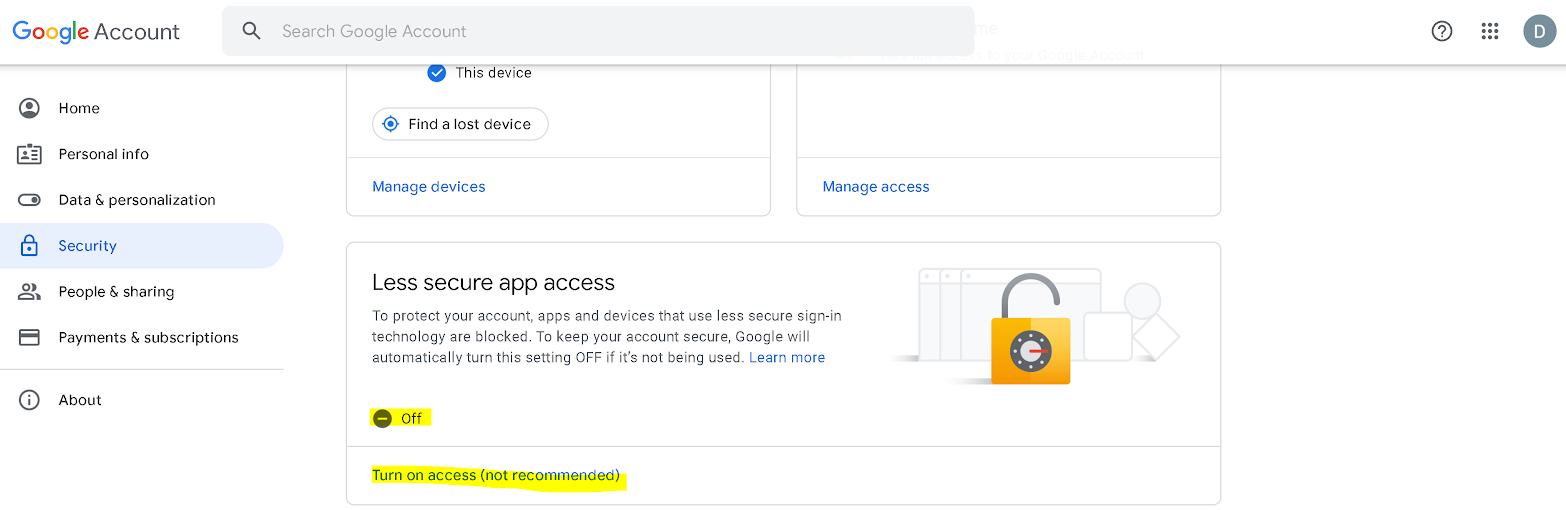 Google Account
Search Google Account
D
Home
Personal info
Data & personalization
Security
People & sharing
Payments & subscriptions
About
This device
Find a lost device
Manage devices
Manage access
Less secure app access
To protect your account, apps and devices that use less secure sign-in
technology are blocked. To keep your account secure, Google will
automatically turn this setting OFF if it's not being used. Learn more
Off
Turn on access (not recommended)